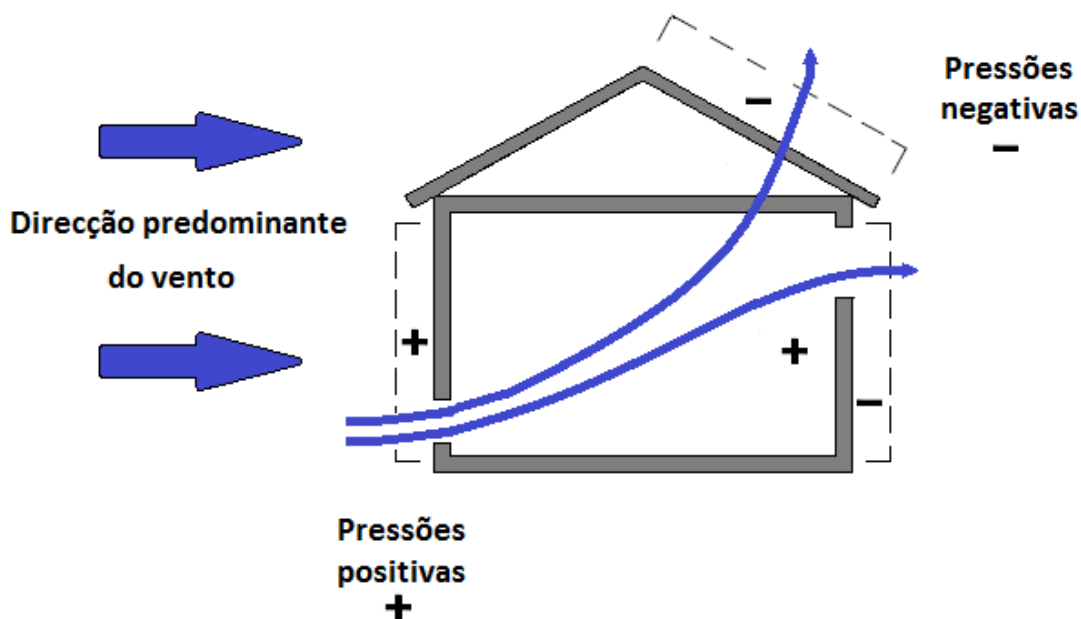 Pressões
negativas
−
−
Direcção predominante
do vento
+
+
−
Pressões
positivas
+